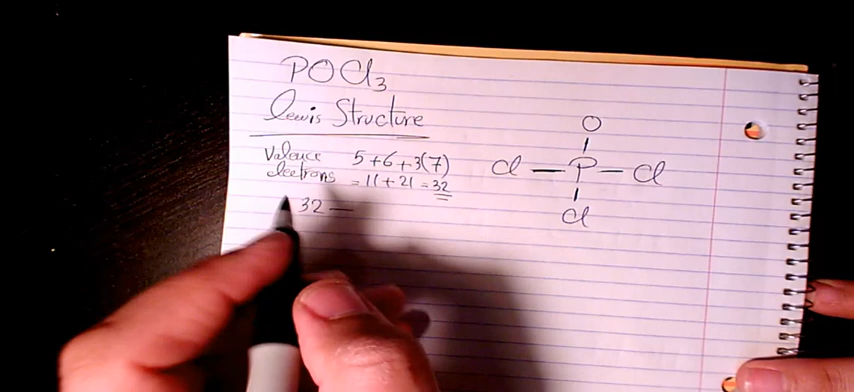 POCl3
lewis Structure
Valence 5+6+3(7)
electrons = 11+21 = 32
32 —
O
Cl — P — Cl
Cl